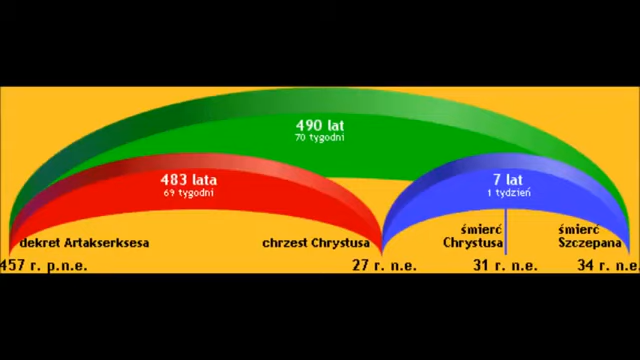 490 lat
70 tygodni
483 lata
69 tygodni
7 lat
1 tydzień
dekret Artakserksesa
chrzest Chrystusa
śmierć
Chrystusa
śmierć
Szczepana
457 r. p.n.e.
27 r. n.e.
31 r. n.e.
34 r. n.e.